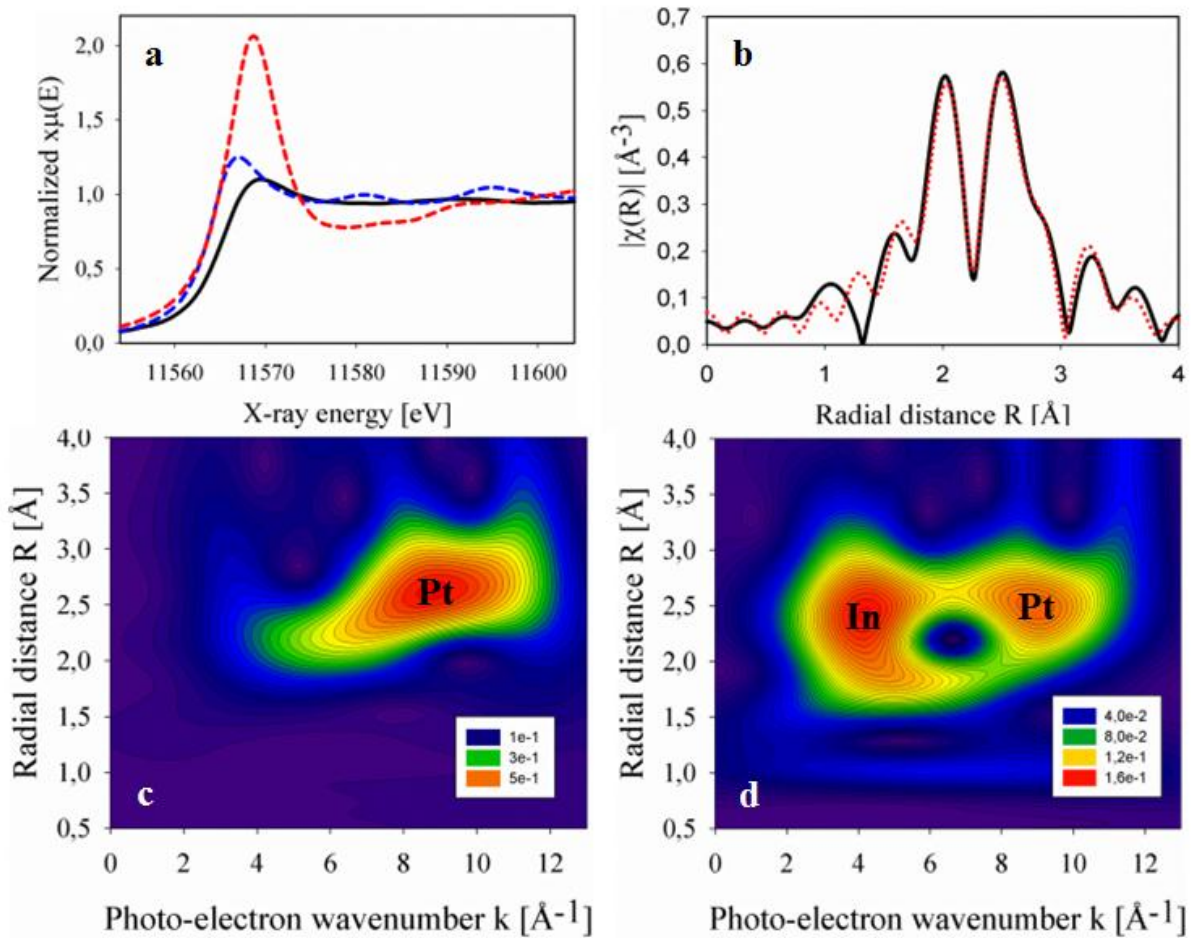 a
2,0
1,5
1,0
0,5
0,0
Normalized xμ(E)
11560 11570 11580 11590 11600
X-ray energy [eV]
b
0,7
0,6
0,5
0,4
0,3
0,2
0,1
0,0
|χ(R)| [Å-3]
0 1 2 3 4
Radial distance R [Å]
4,0
3,5
3,0
2,5
2,0
1,5
1,0
0,5
Radial distance R [Å]
Pt
1e-1
3e-1
5e-1
c
0 2 4 6 8 10 12
Photo-electron wavenumber k [Å-1]
4,0
3,5
3,0
2,5
2,0
1,5
1,0
0,5
Radial distance R [Å]
In Pt
4,0e-2
8,0e-2
1,2e-1
1,6e-1
d
0 2 4 6 8 10 12
Photo-electron wavenumber k [Å-1]